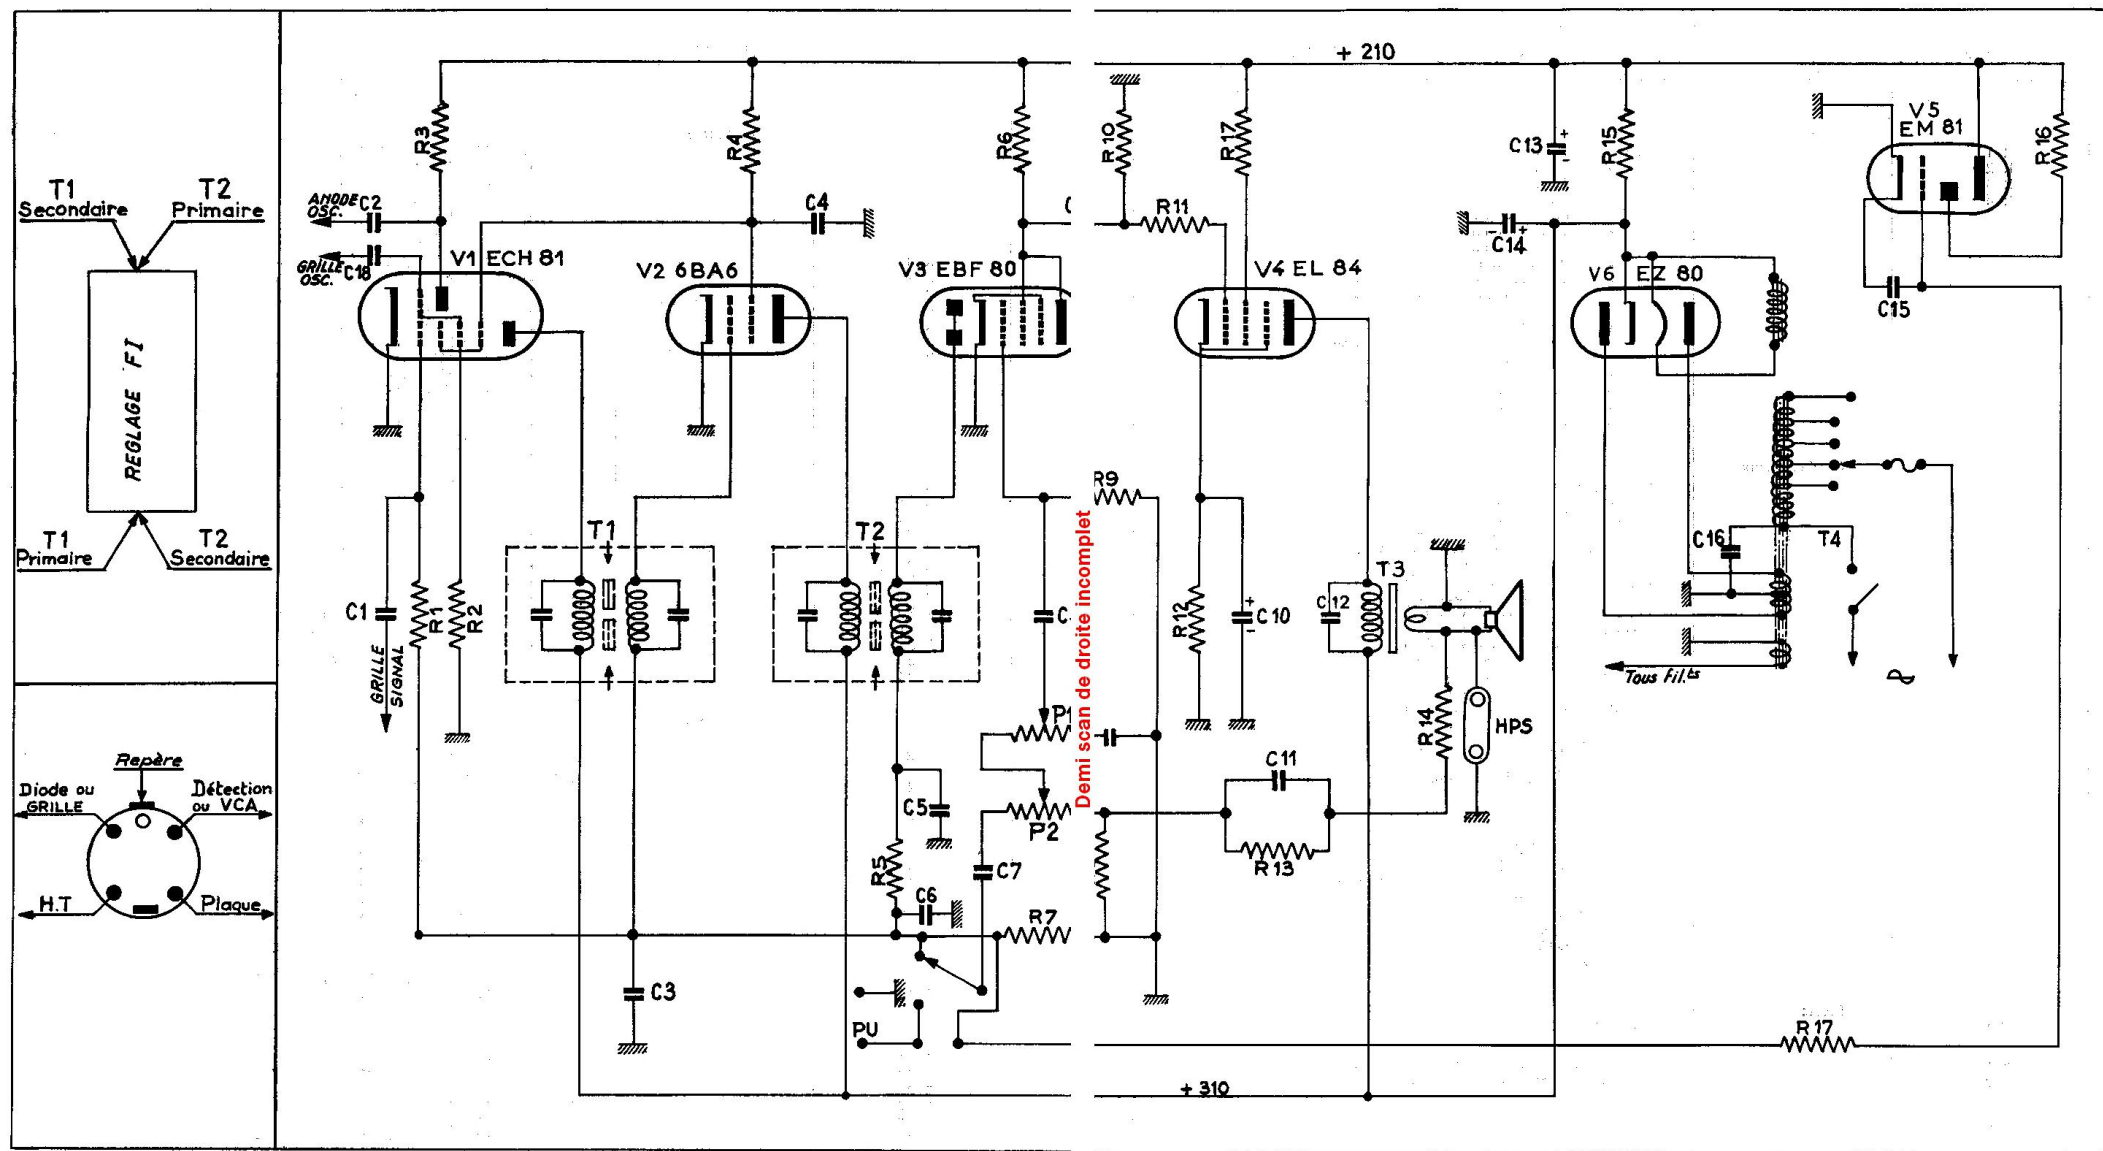 + 210
R3
R4
R6
R10
R17
C13
+
-
R15
V5
EM 81
R16
T1
Secondaire
T2
Primaire
ANODE
OSC.
C2
C4
R11
- C14 +
GRILLE
OSC.
C18
V1 ECH 81
V2 6BA6
V3 EBF 80
V4 EL 84
V6 EZ 80
C15
REGLAGE FI
R9
T1
Primaire
T2
Secondaire
T1
T2
Demi scan de droite incomplet
C16
T4
C1
R1
R2
R12
+
-
C10
C12
T3
GRILLE
SIGNAL
Tous fil.ts
P1
R14
HPS
Repère
Diode ou
GRILLE
Détection
ou VCA
C11
C5
P2
R13
R5
C7
H.T
Plaque
C6
R7
C3
PU
R17
+ 310